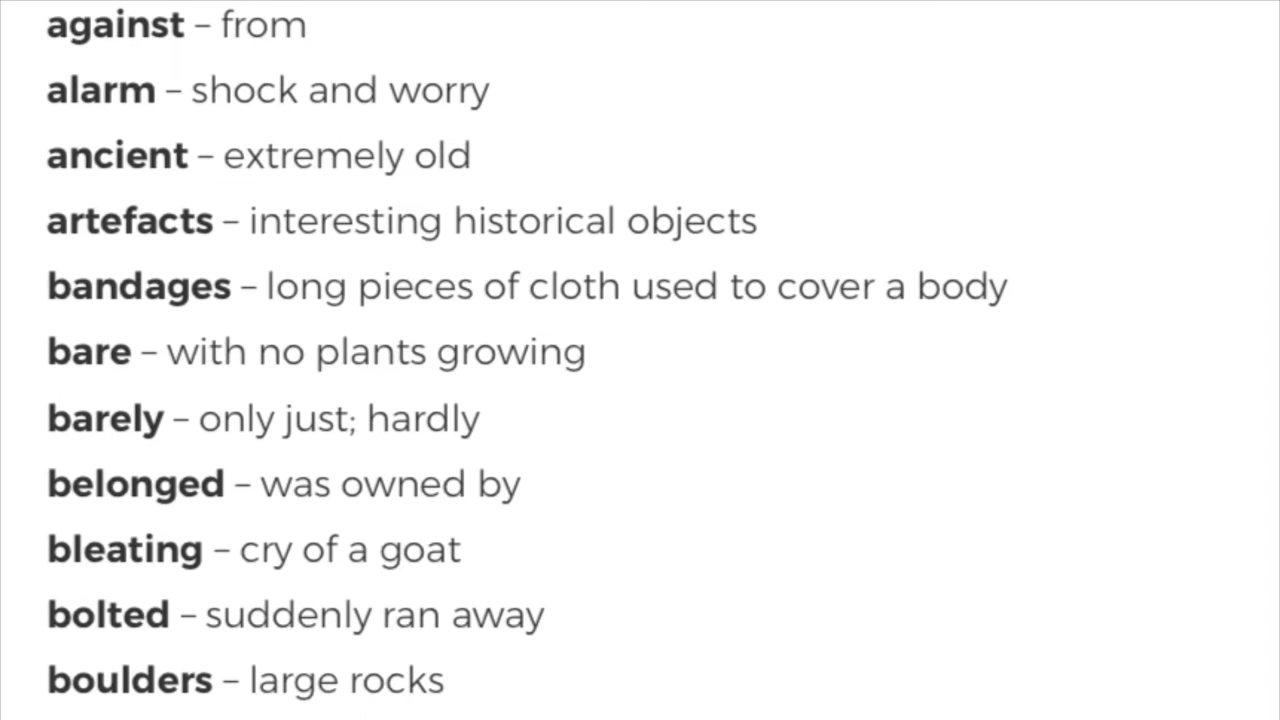 against – from
alarm – shock and worry
ancient – extremely old
artefacts – interesting historical objects
bandages – long pieces of cloth used to cover a body
bare – with no plants growing
barely – only just; hardly
belonged – was owned by
bleating – cry of a goat
bolted – suddenly ran away
boulders – large rocks